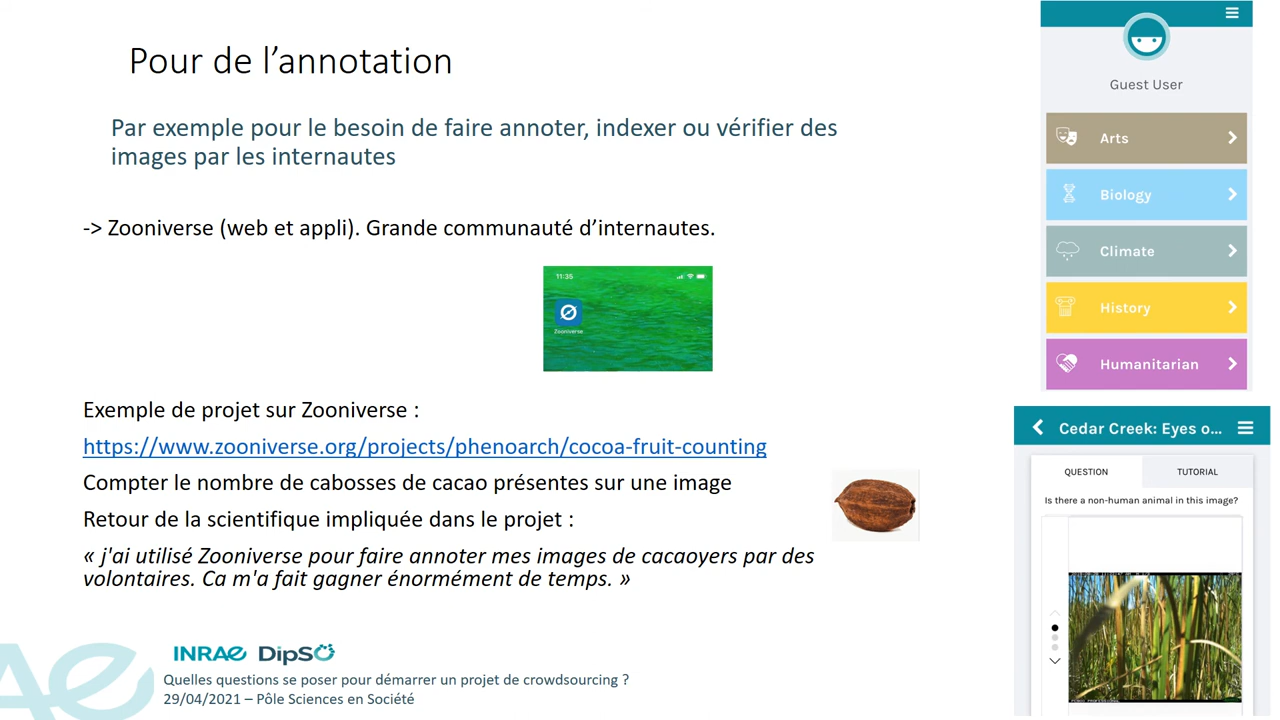 Pour de l’annotation
Par exemple pour le besoin de faire annoter, indexer ou vérifier des
images par les internautes
-> Zooniverse (web et appli). Grande communauté d’internautes.
11:35
Zooniverse
Exemple de projet sur Zooniverse :
https://www.zooniverse.org/projects/phenoarch/cocoa-fruit-counting
Compter le nombre de cabosses de cacao présentes sur une image
Retour de la scientifique impliquée dans le projet :
« j'ai utilisé Zooniverse pour faire annoter mes images de cacaoyers par des
volontaires. Ca m'a fait gagner énormément de temps. »
INRAE DipSO
Quelles questions se poser pour démarrer un projet de crowdsourcing ?
29/04/2021 – Pôle Sciences en Société
Guest User
Arts
Biology
Climate
History
Humanitarian
Cedar Creek: Eyes o...
QUESTION TUTORIAL
Is there a non-human animal in this image?